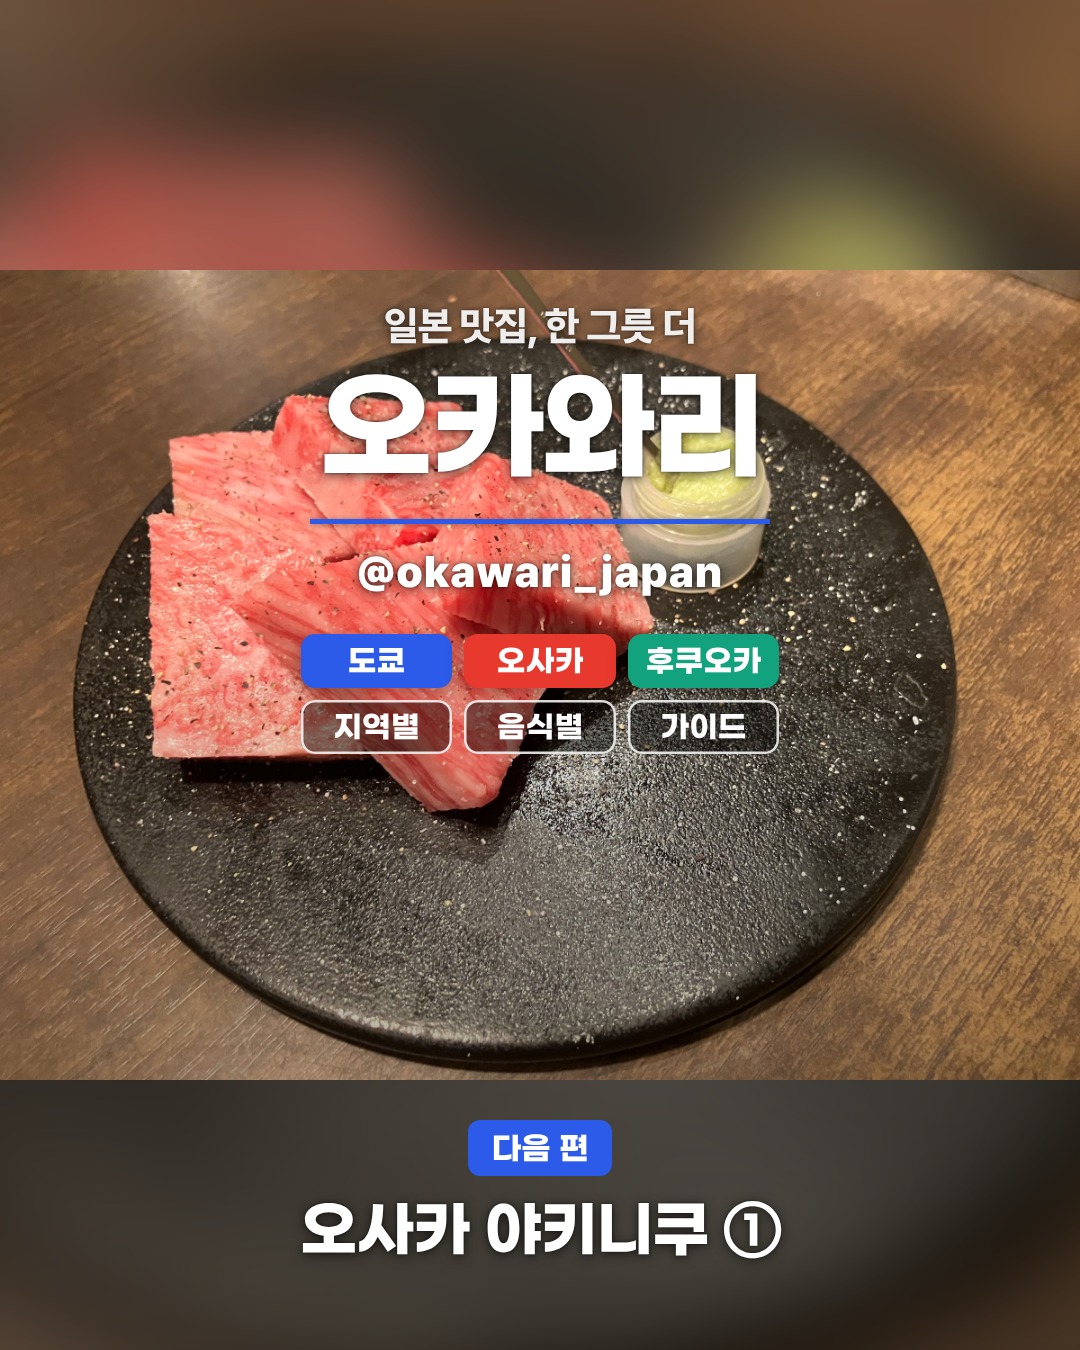 일본 맛집, 한 그릇 더
오카와리
@okawari_japan
도쿄 오사카 후쿠오카
지역별 음식별 가이드
다음 편
오사카 야키니쿠 ①